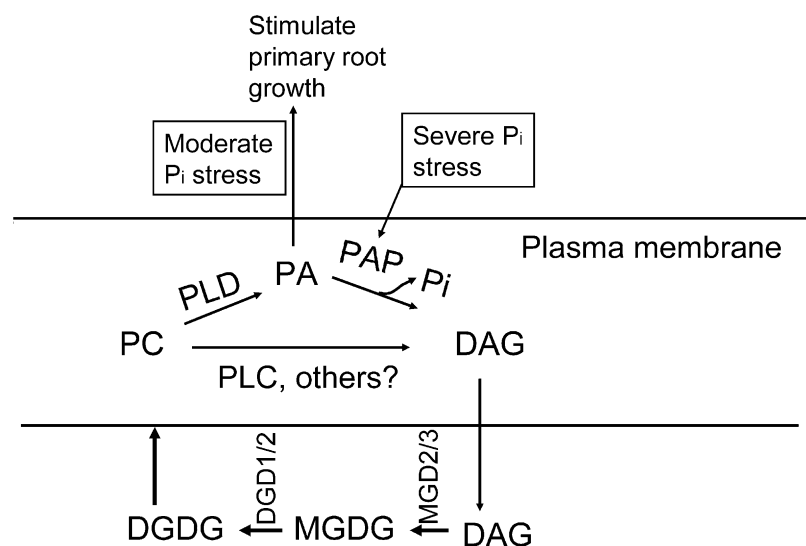 Stimulate
primary root
growth
Moderate
Pi stress
Severe Pi
stress
Plasma membrane
PAP
PA
Pi
PLD
PC
DAG
PLC, others?
DGD1/2
MGD2/3
DGDG
MGDG
DAG